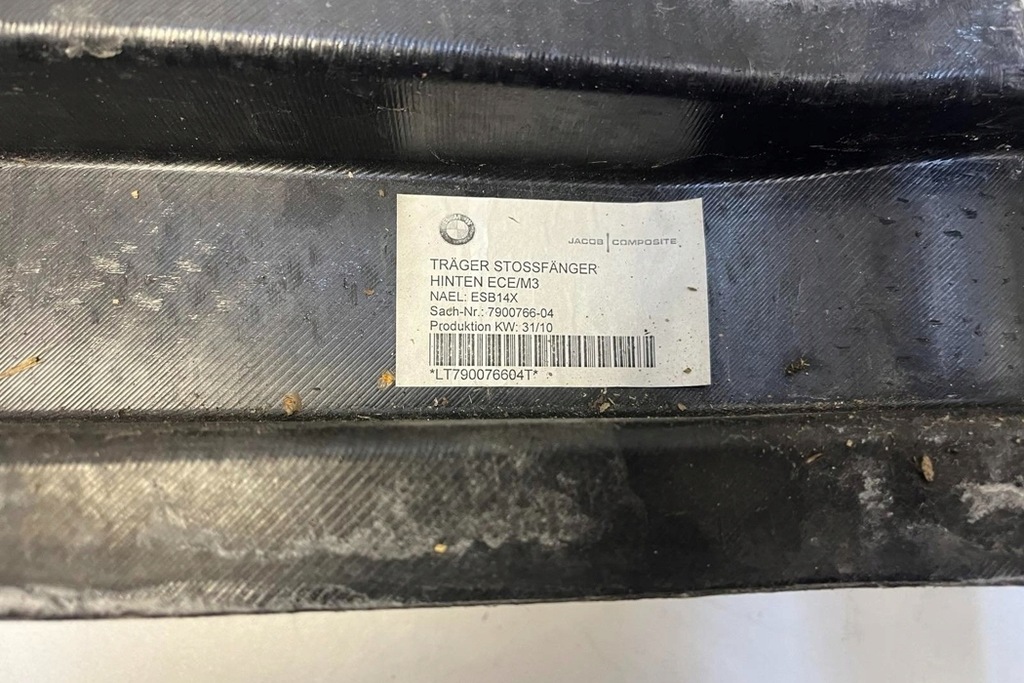 JACOB COMPOSITE
TRÄGER STOSSFÄNGER
HINTEN ECE/M3
NAEL: ESB14X
Sach-Nr.: 7900766-04
Produktion KW: 31/10
*LT790076604T*